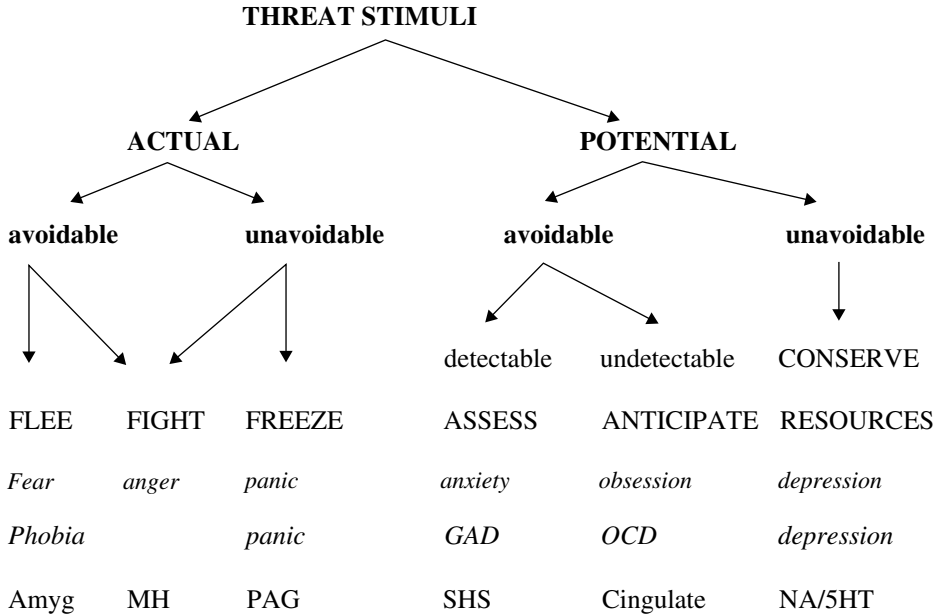 THREAT STIMULI
ACTUAL POTENTIAL
avoidable unavoidable avoidable unavoidable
detectable undetectable CONSERVE
FLEE FIGHT FREEZE ASSESS ANTICIPATE RESOURCES
Fear anger panic anxiety obsession depression
Phobia panic GAD OCD depression
Amyg MH PAG SHS Cingulate NA/5HT